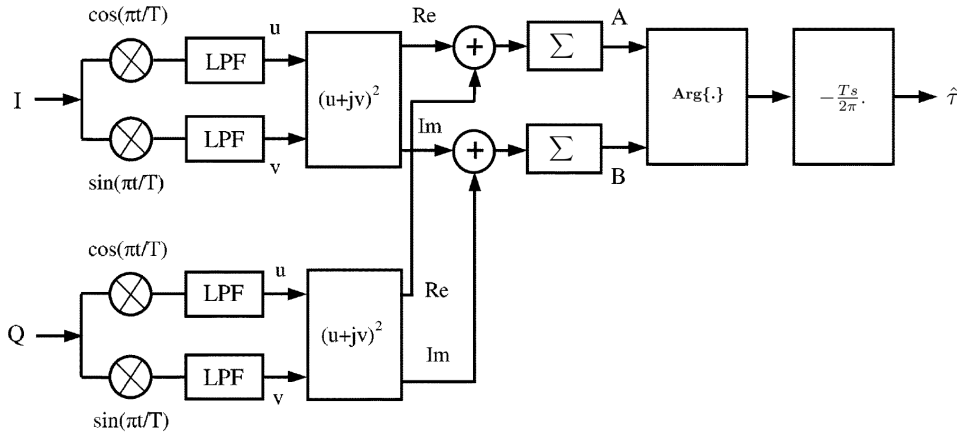 cos(πt/T)
u
LPF
Re
A
I
(u+jv)²
+
∑
Arg{.}
−Ts/2π.
τ̂
LPF
v
sin(πt/T)
Im
+
∑
B
cos(πt/T)
u
LPF
Re
Q
(u+jv)²
LPF
v
sin(πt/T)
Im